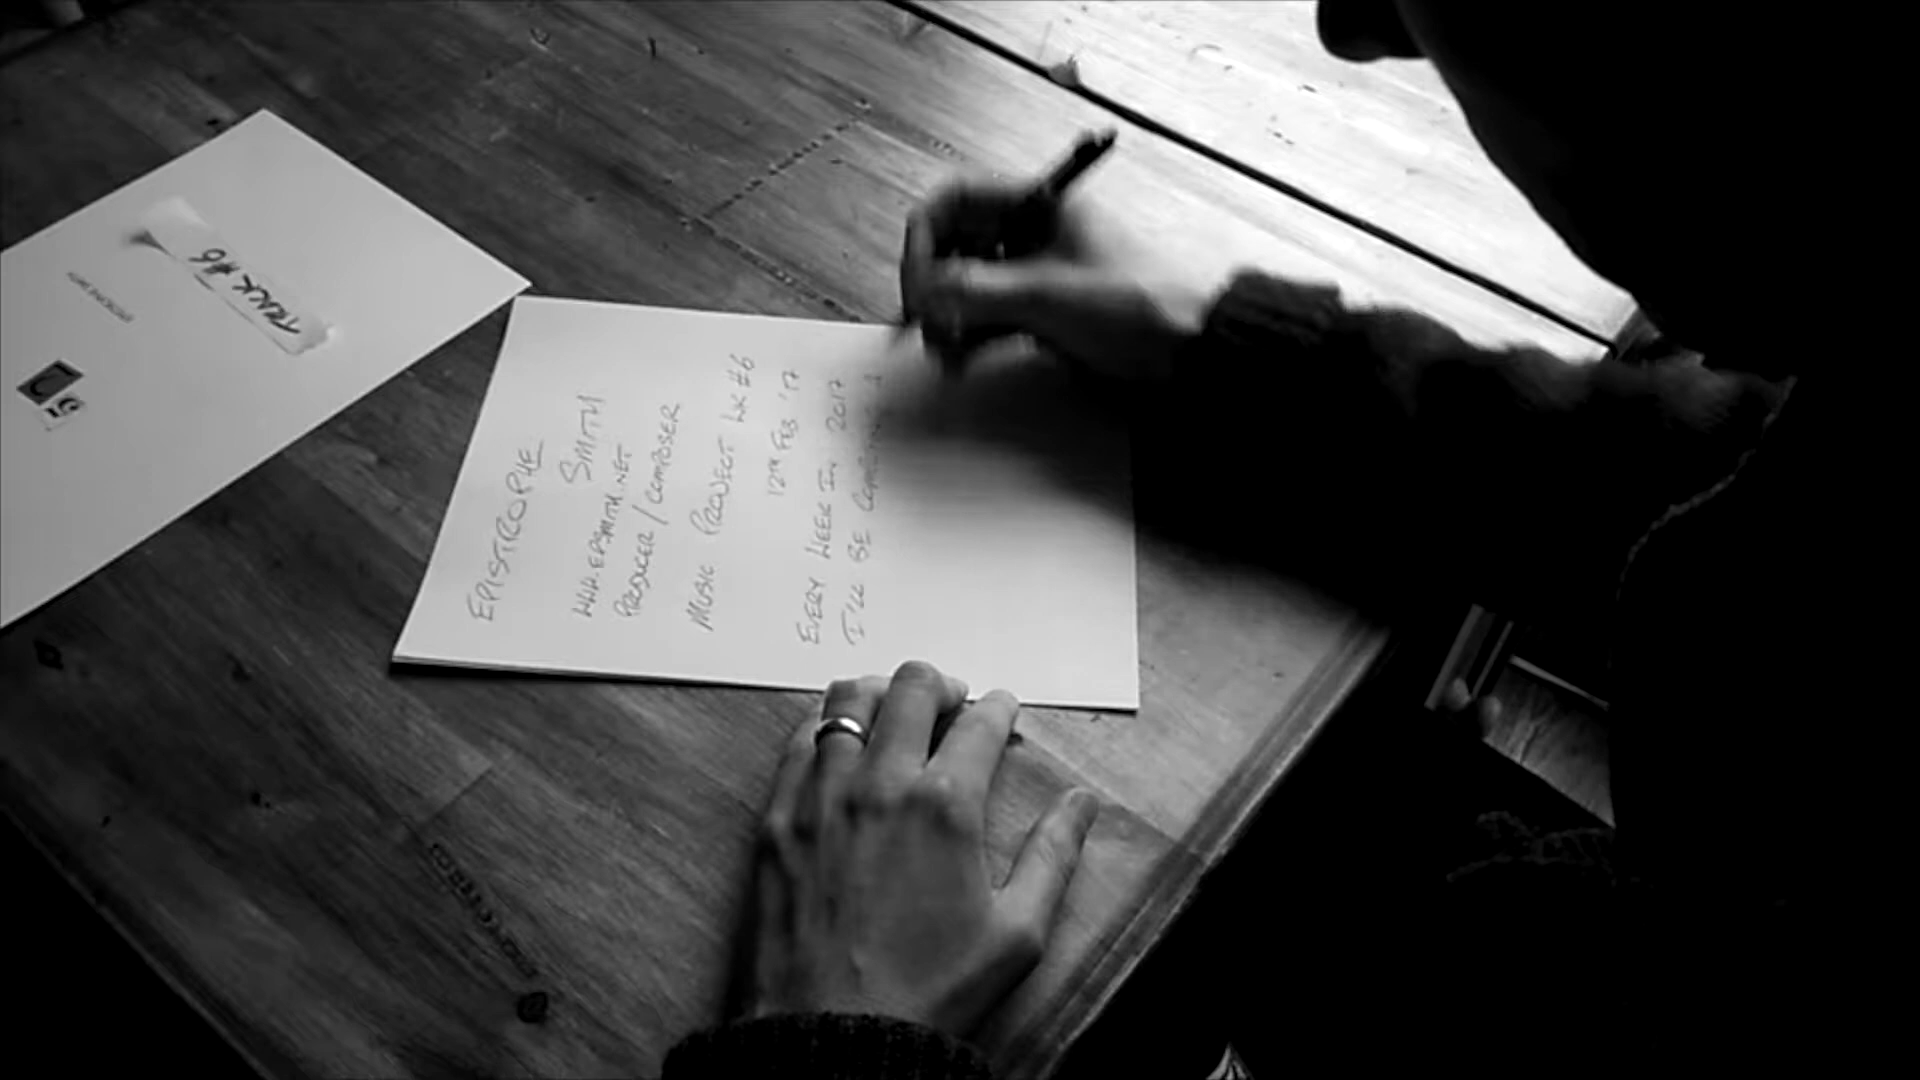 EPISTROPHE
SMITH
WWW.EPSMITH.NET
PRODUCER / COMPOSER
MUSIC PROJECT WK #6
12TH FEB '17
EVERY WEEK IN 2017
I'LL BE
TRACK #6